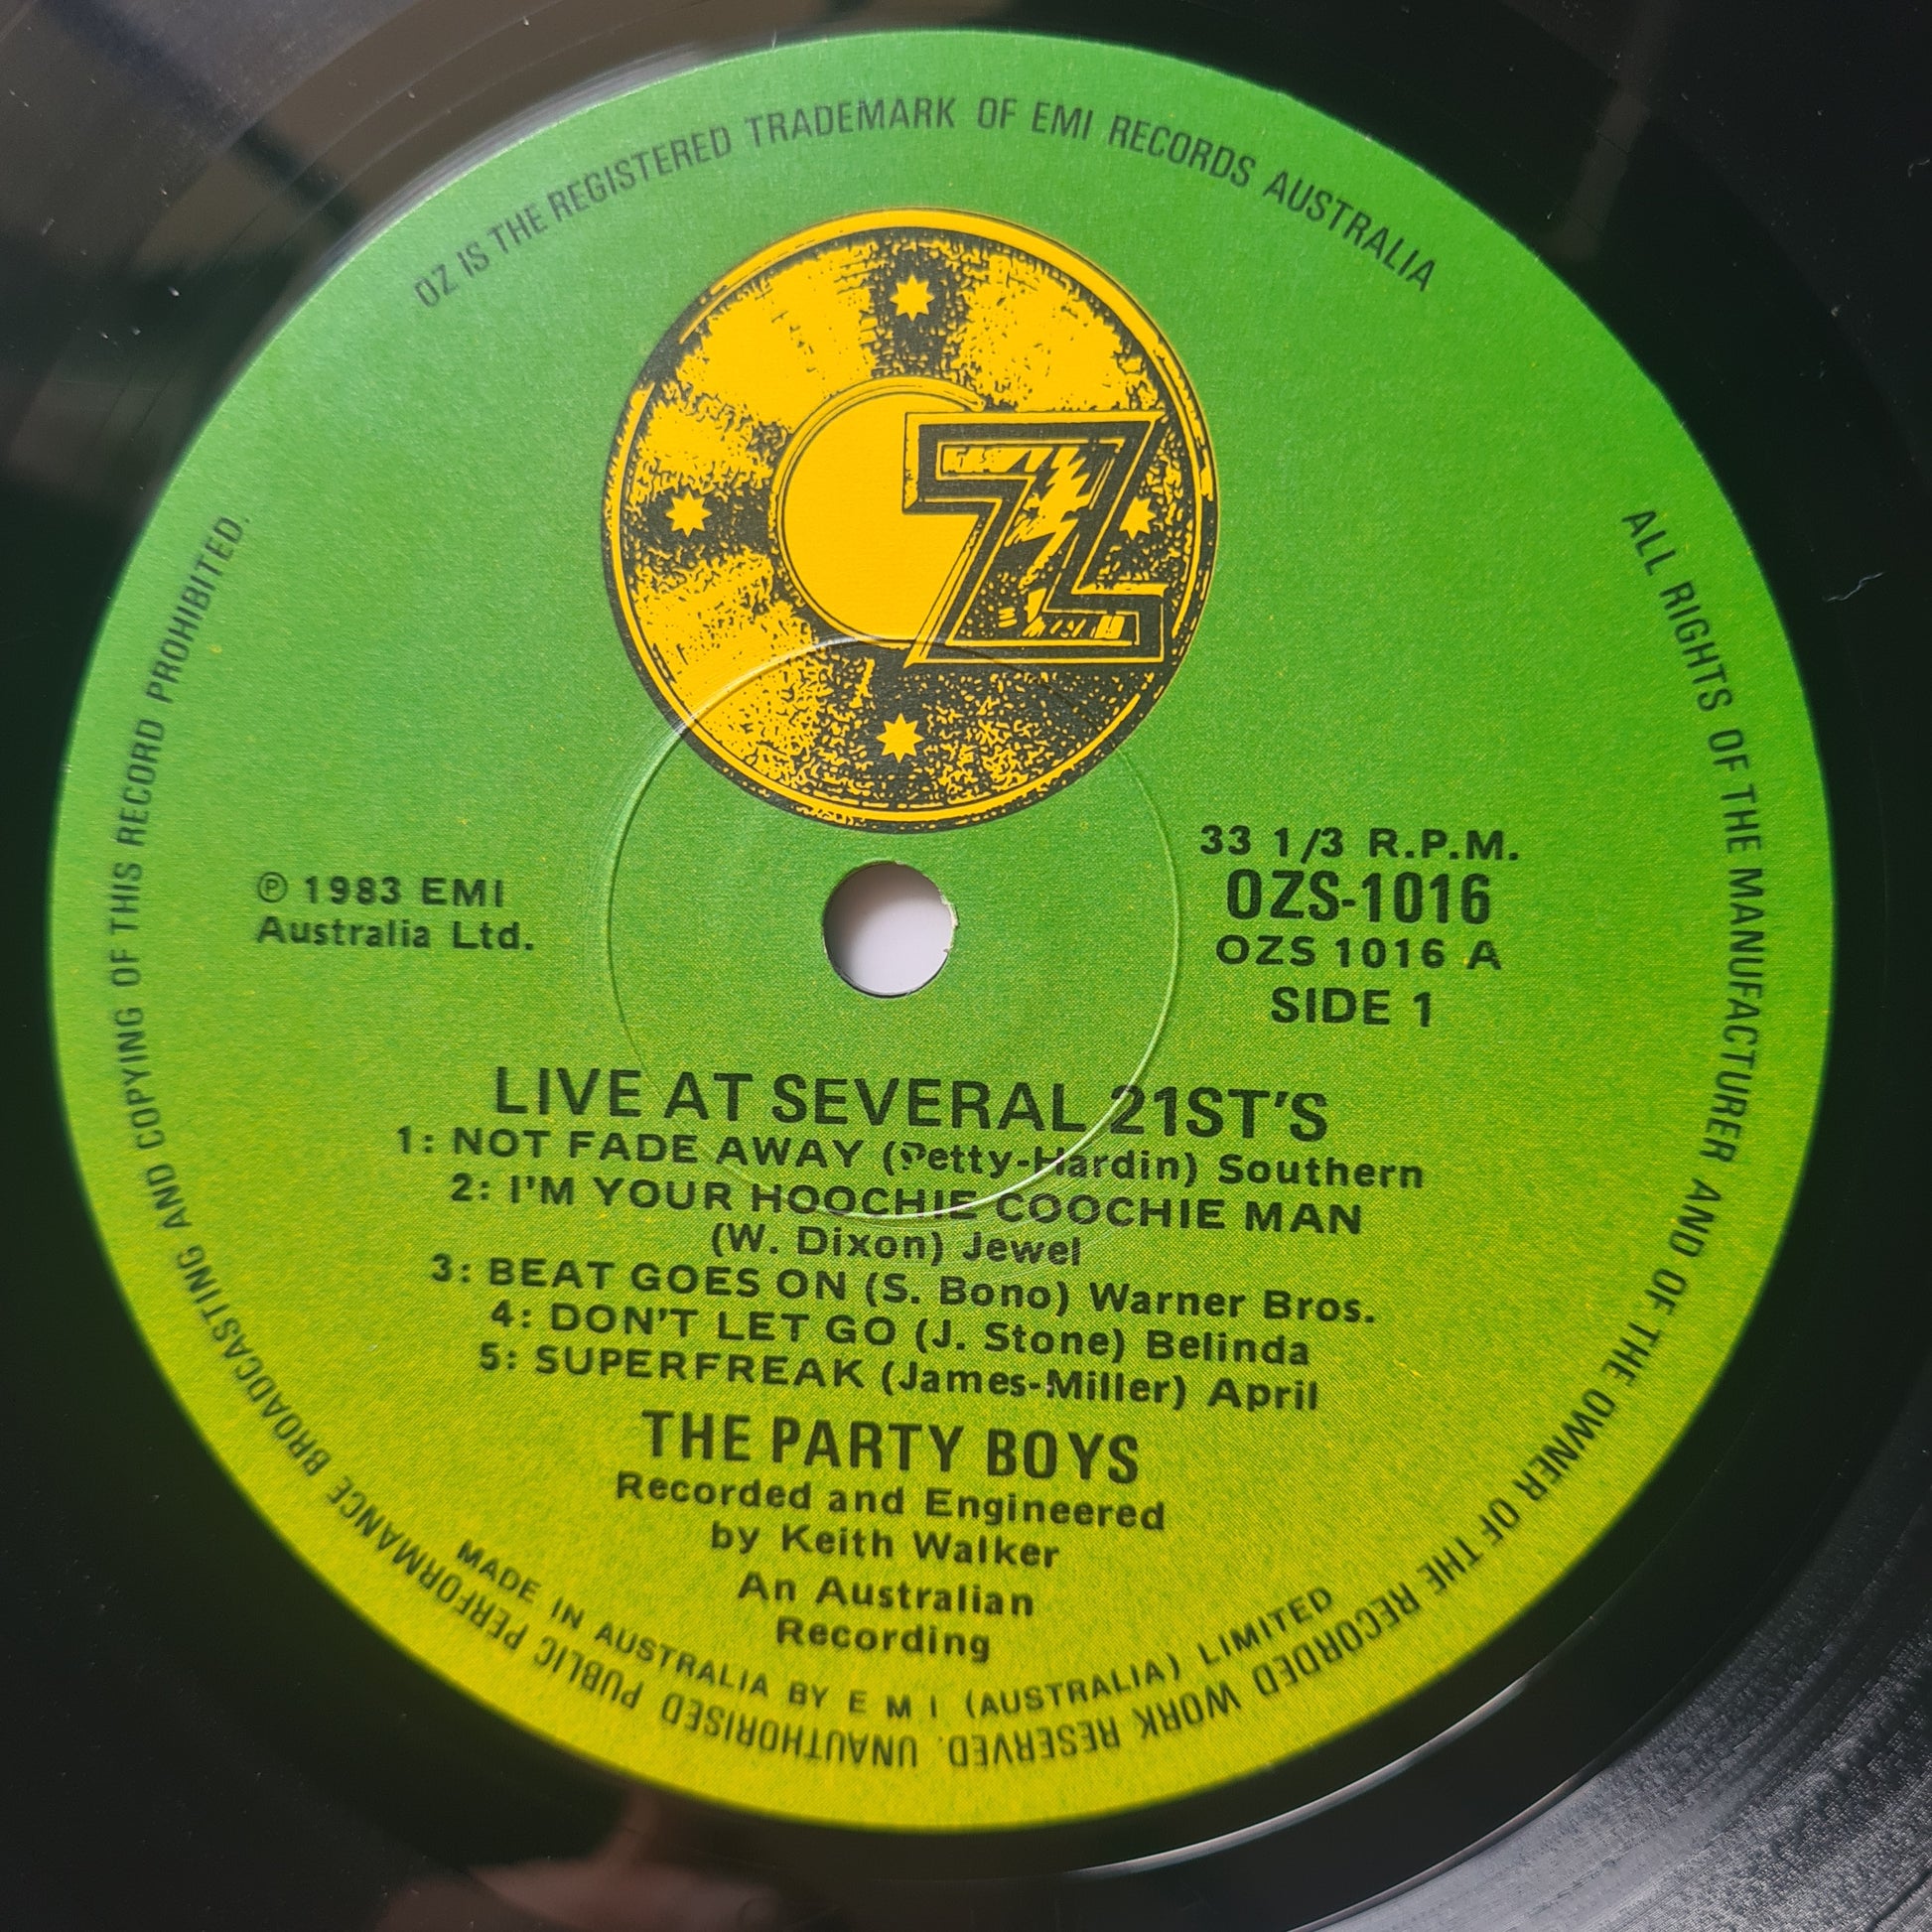 OZ IS THE REGISTERED TRADEMARK OF EMI RECORDS AUSTRALIA
OZ
ALL RIGHTS OF THE MANUFACTURER AND OF THE OWNER OF THE RECORDED WORK RESERVED. UNAUTHORISED PUBLIC PERFORMANCE BROADCASTING AND COPYING OF THIS RECORD PROHIBITED.
33 1/3 R.P.M.
OZS-1016
OZS 1016 A
SIDE 1
℗ 1983 EMI
Australia Ltd.
LIVE AT SEVERAL 21ST'S
1: NOT FADE AWAY (Petty-Hardin) Southern
2: I'M YOUR HOOCHIE COOCHIE MAN
(W. Dixon) Jewel
3: BEAT GOES ON (S. Bono) Warner Bros.
4: DON'T LET GO (J. Stone) Belinda
5: SUPERFREAK (James-Miller) April
THE PARTY BOYS
Recorded and Engineered
by Keith Walker
An Australian
Recording
MADE IN AUSTRALIA BY E M I (AUSTRALIA) LIMITED